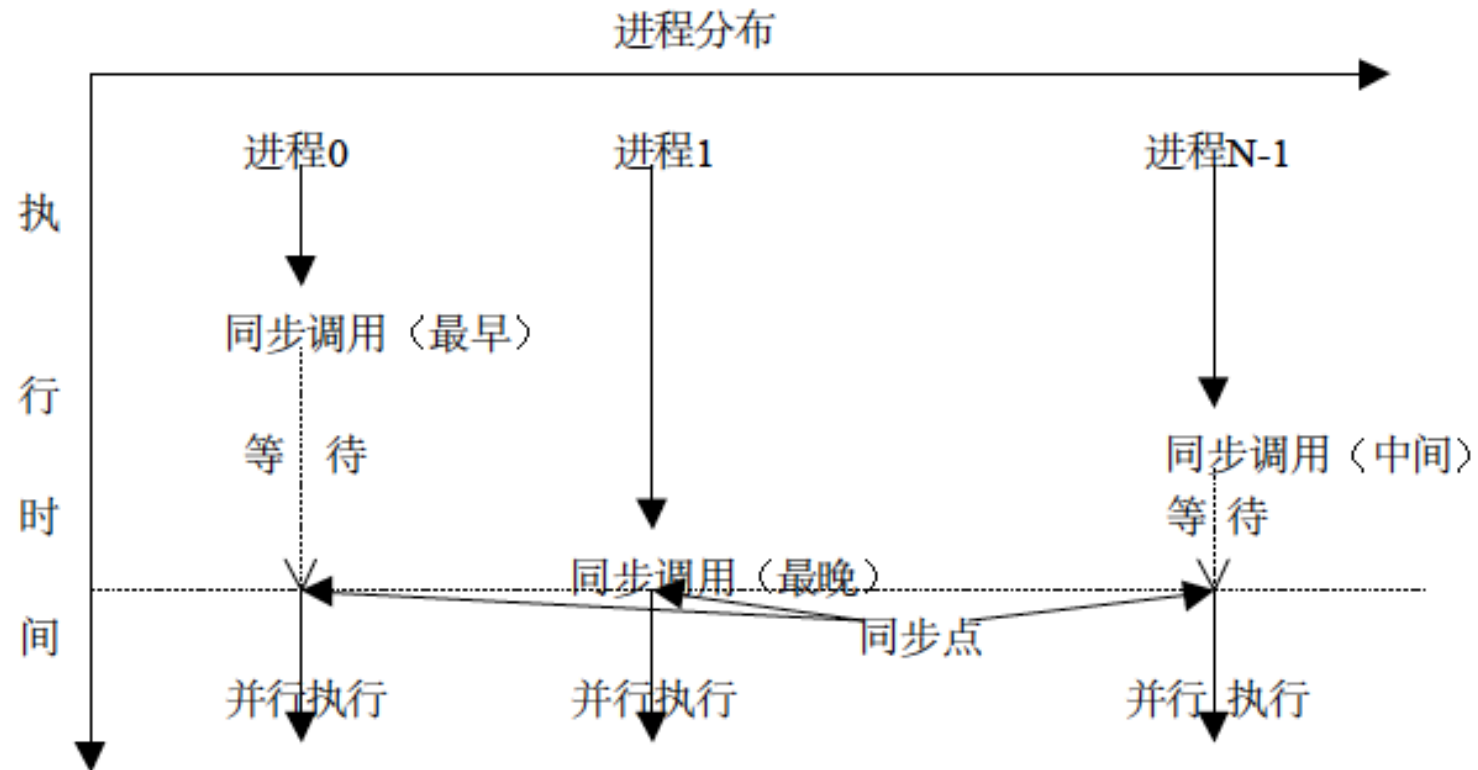 进程分布
进程0
进程1
进程N-1
执行时间
同步调用（最早）
等 待
同步调用（中间）
等 待
同步调用（最晚）
同步点
并行执行
并行执行
并行 执行